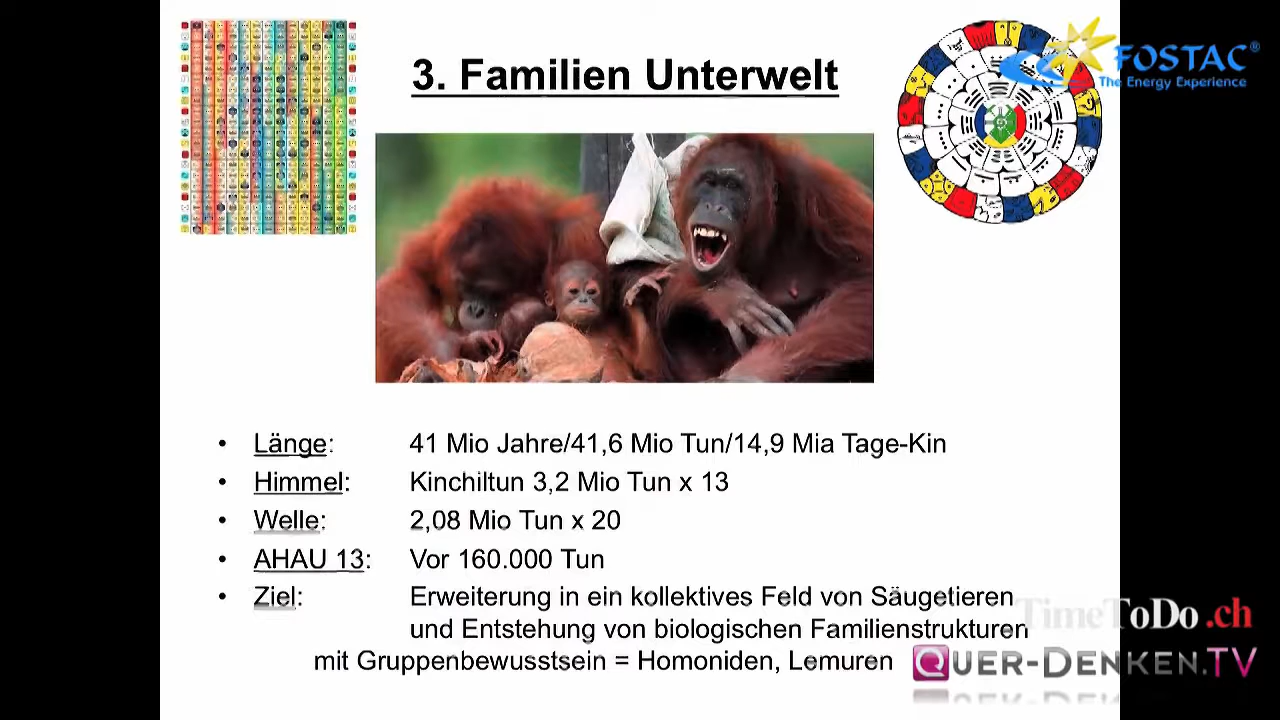 FOSTAC®
The Energy Experience
3. Familien Unterwelt
• Länge: 41 Mio Jahre/41,6 Mio Tun/14,9 Mia Tage-Kin
• Himmel: Kinchiltun 3,2 Mio Tun x 13
• Welle: 2,08 Mio Tun x 20
• AHAU 13: Vor 160.000 Tun
• Ziel: Erweiterung in ein kollektives Feld von Säugetieren
und Entstehung von biologischen Familienstrukturen
mit Gruppenbewusstsein = Homoniden, Lemuren
TimeToDo.ch
QUER-DENKEN.TV